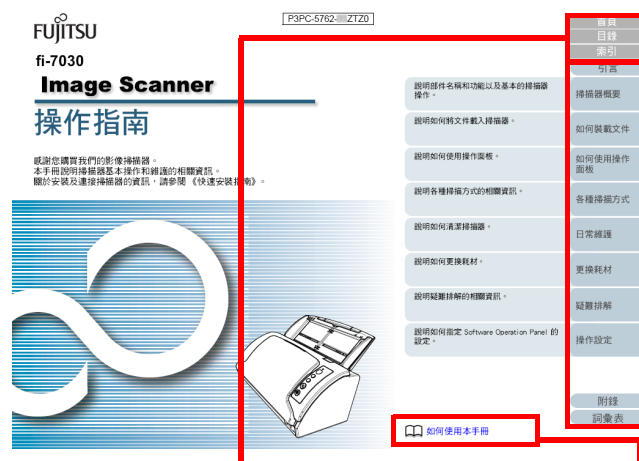 FUJITSU
P3PC-5762- ZTZ0
fi-7030
Image Scanner
操作指南
感謝您購買我們的影像掃描器。
本手冊說明掃描器基本操作和維護的相關資訊。
關於安裝及連接掃描器的資訊，請參閱《快速安裝指南》。
首頁
目錄
索引
引言
說明部件名稱和功能以及基本的掃描器
操作。
掃描器概要
說明如何將文件載入掃描器。
如何裝載文件
說明如何使用操作面板。
如何使用操作
面板
說明各種掃描方式的相關資訊。
各種掃描方式
說明如何清潔掃描器。
日常維護
說明如何更換耗材。
更換耗材
說明疑難排解的相關資訊。
疑難排解
說明如何指定 Software Operation Panel 的
設定。
操作設定
附錄
詞彙表
如何使用本手冊